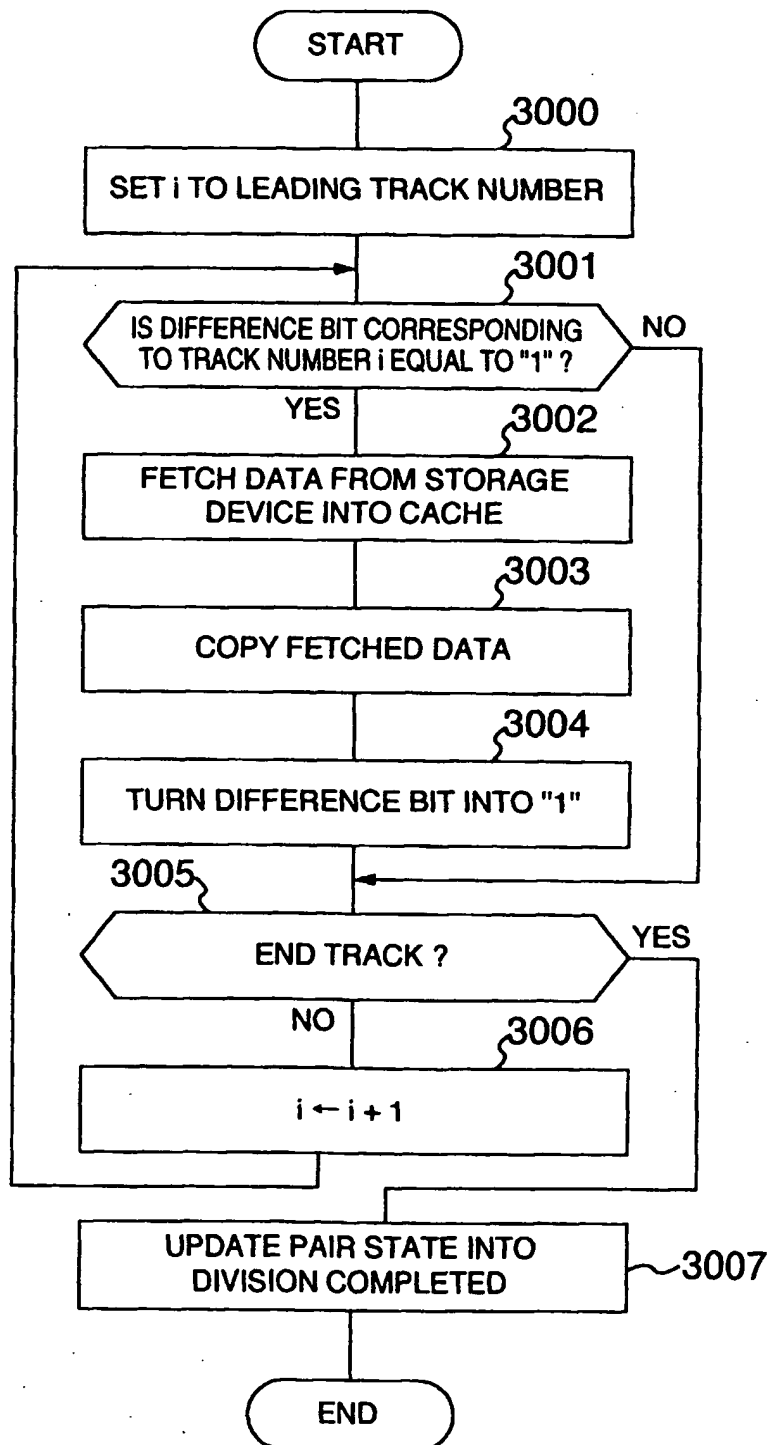 START
3000
SET i TO LEADING TRACK NUMBER
3001
IS DIFFERENCE BIT CORRESPONDING
TO TRACK NUMBER i EQUAL TO "1" ?
NO
YES
3002
FETCH DATA FROM STORAGE
DEVICE INTO CACHE
3003
COPY FETCHED DATA
3004
TURN DIFFERENCE BIT INTO "1"
3005
END TRACK ?
YES
NO
3006
i ← i + 1
UPDATE PAIR STATE INTO
DIVISION COMPLETED
3007
END